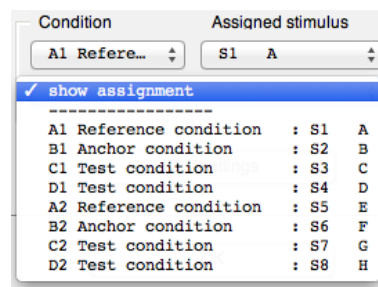 Condition Assigned stimulus
A1 Refere… S1 A
✓ show assignment
-----------------
A1 Reference condition : S1 A
B1 Anchor condition : S2 B
C1 Test condition : S3 C
D1 Test condition : S4 D
A2 Reference condition : S5 E
B2 Anchor condition : S6 F
C2 Test condition : S7 G
D2 Test condition : S8 H